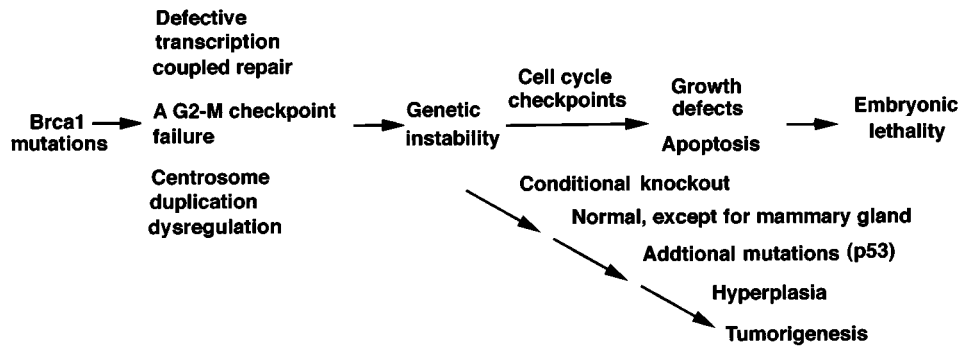 Defective
transcription
coupled repair
Brca1
mutations
A G2-M checkpoint
failure
Centrosome
duplication
dysregulation
Genetic
instability
Cell cycle
checkpoints
Growth
defects
Apoptosis
Embryonic
lethality
Conditional knockout
Normal, except for mammary gland
Addtional mutations (p53)
Hyperplasia
Tumorigenesis